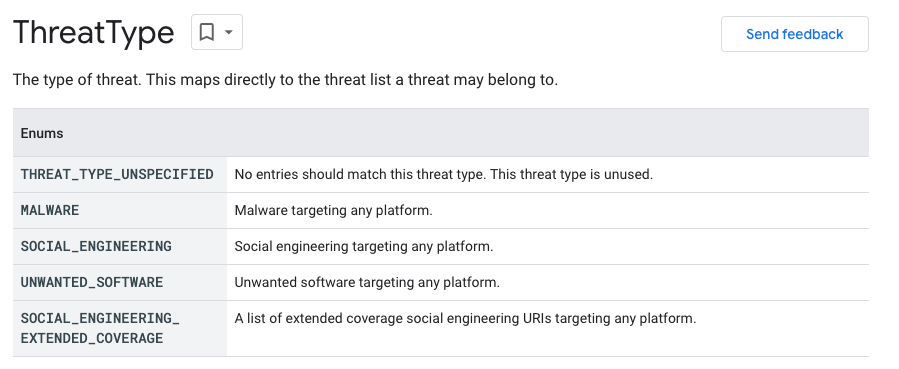 ThreatType
Send feedback
The type of threat. This maps directly to the threat list a threat may belong to.
Enums
THREAT_TYPE_UNSPECIFIED No entries should match this threat type. This threat type is unused.
MALWARE Malware targeting any platform.
SOCIAL_ENGINEERING Social engineering targeting any platform.
UNWANTED_SOFTWARE Unwanted software targeting any platform.
SOCIAL_ENGINEERING_ A list of extended coverage social engineering URIs targeting any platform.
EXTENDED_COVERAGE